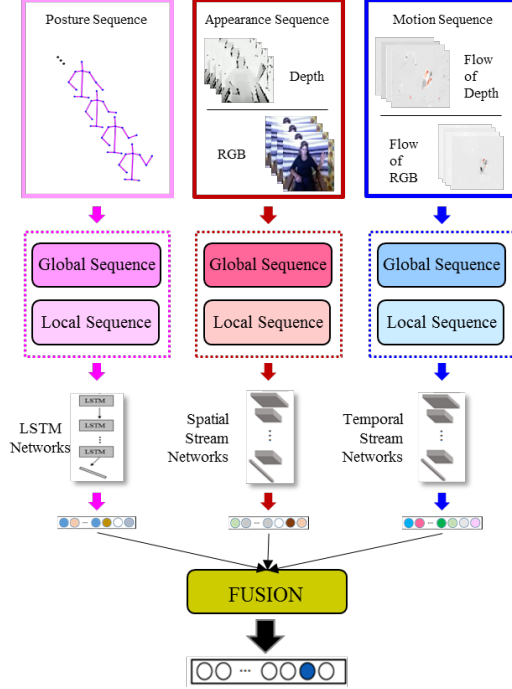 Posture Sequence
Appearance Sequence
Motion Sequence
Depth
RGB
Flow
of
Depth
Flow
of
RGB
Global Sequence
Local Sequence
Global Sequence
Local Sequence
Global Sequence
Local Sequence
LSTM
Networks
LSTM
LSTM
LSTM
Spatial
Stream
Networks
Temporal
Stream
Networks
FUSION